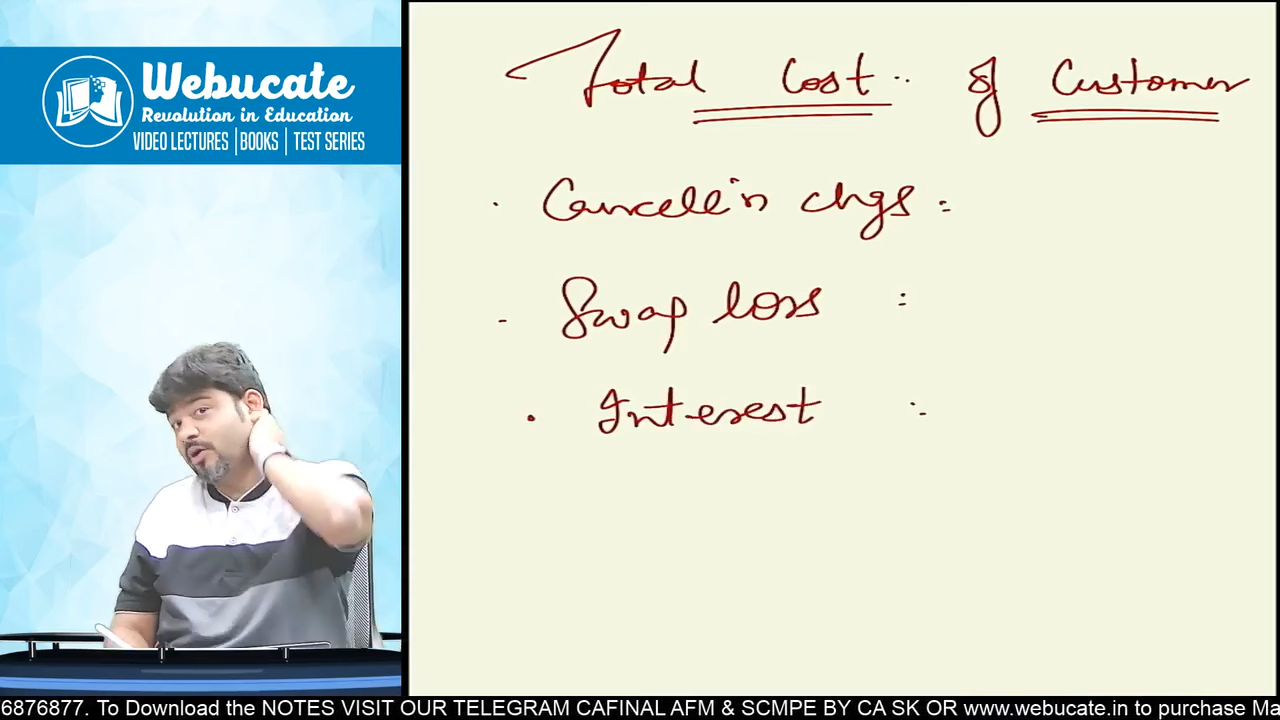 Webucate
Revolution in Education
VIDEO LECTURES | BOOKS | TEST SERIES
Total Cost of Customer
Cancell'n chgs :
Swap loss :
Interest :
6876877. To Download the NOTES VISIT OUR TELEGRAM CAFINAL AFM & SCMPE BY CA SK OR www.webucate.in to purchase Ma